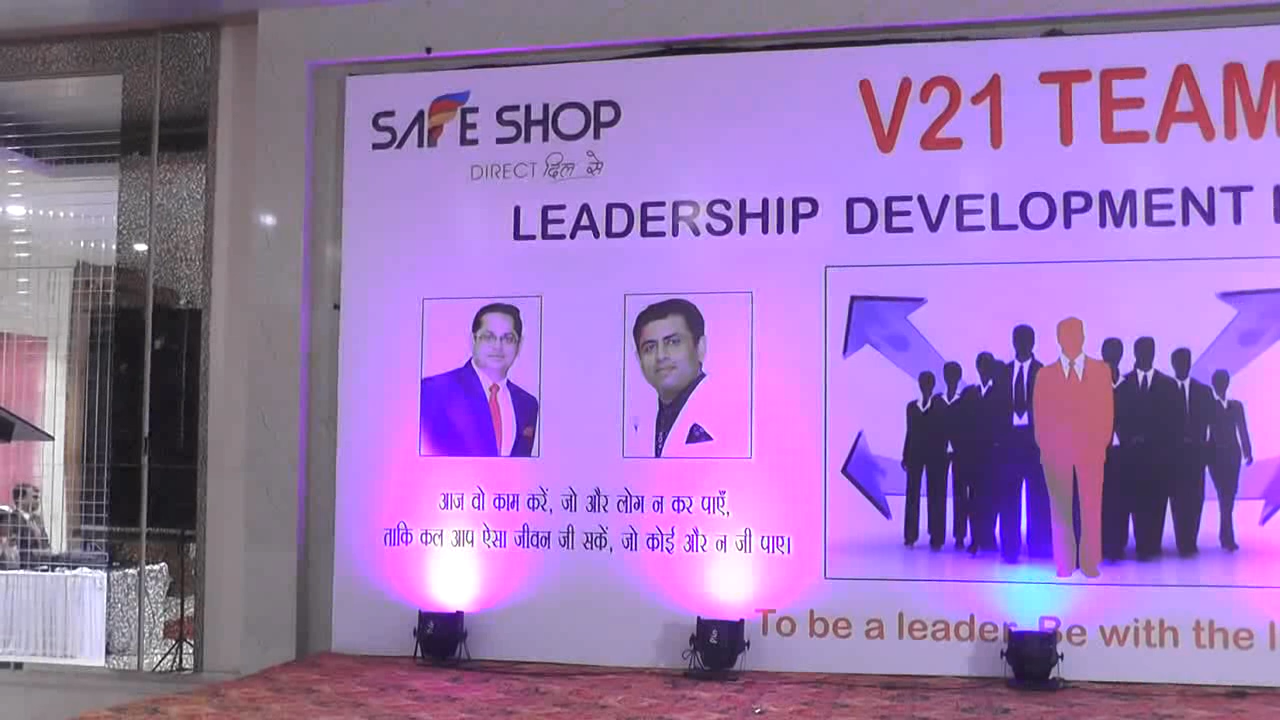 SAFE SHOP
DIRECT दिल से
V21 TEAM
LEADERSHIP DEVELOPMENT
आज वो काम करें, जो और लोग न कर पाएँ,
ताकि कल आप ऐसा जीवन जी सकें, जो कोई और न जी पाए।
To be a leader. Be with the